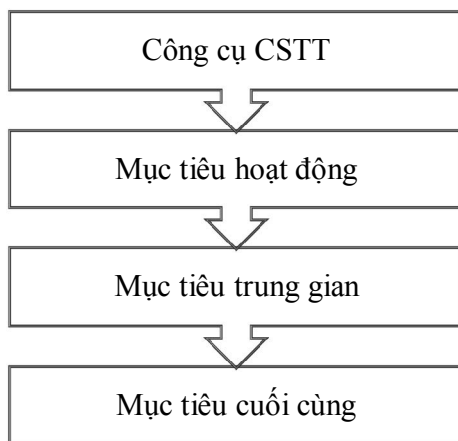 Công cụ CSTT
Mục tiêu hoạt động
Mục tiêu trung gian
Mục tiêu cuối cùng